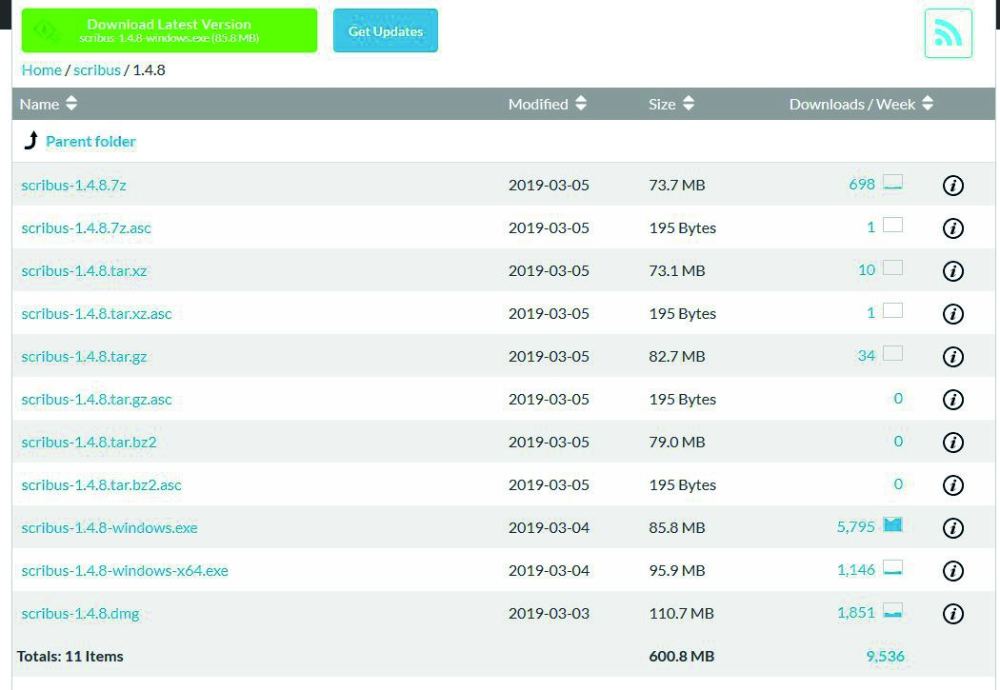 Download Latest Version
scribus-1.4.8-windows.exe (85.8 MB)
Get Updates
Home / scribus / 1.4.8
Name Modified Size Downloads / Week
Parent folder
scribus-1.4.8.7z 2019-03-05 73.7 MB 698
scribus-1.4.8.7z.asc 2019-03-05 195 Bytes 1
scribus-1.4.8.tar.xz 2019-03-05 73.1 MB 10
scribus-1.4.8.tar.xz.asc 2019-03-05 195 Bytes 1
scribus-1.4.8.tar.gz 2019-03-05 82.7 MB 34
scribus-1.4.8.tar.gz.asc 2019-03-05 195 Bytes 0
scribus-1.4.8.tar.bz2 2019-03-05 79.0 MB 0
scribus-1.4.8.tar.bz2.asc 2019-03-05 195 Bytes 0
scribus-1.4.8-windows.exe 2019-03-04 85.8 MB 5,795
scribus-1.4.8-windows-x64.exe 2019-03-04 95.9 MB 1,146
scribus-1.4.8.dmg 2019-03-03 110.7 MB 1,851
Totals: 11 Items 600.8 MB 9,536